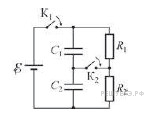 K₁
C₁
R₁
ℰ
K₂
C₂
R₂